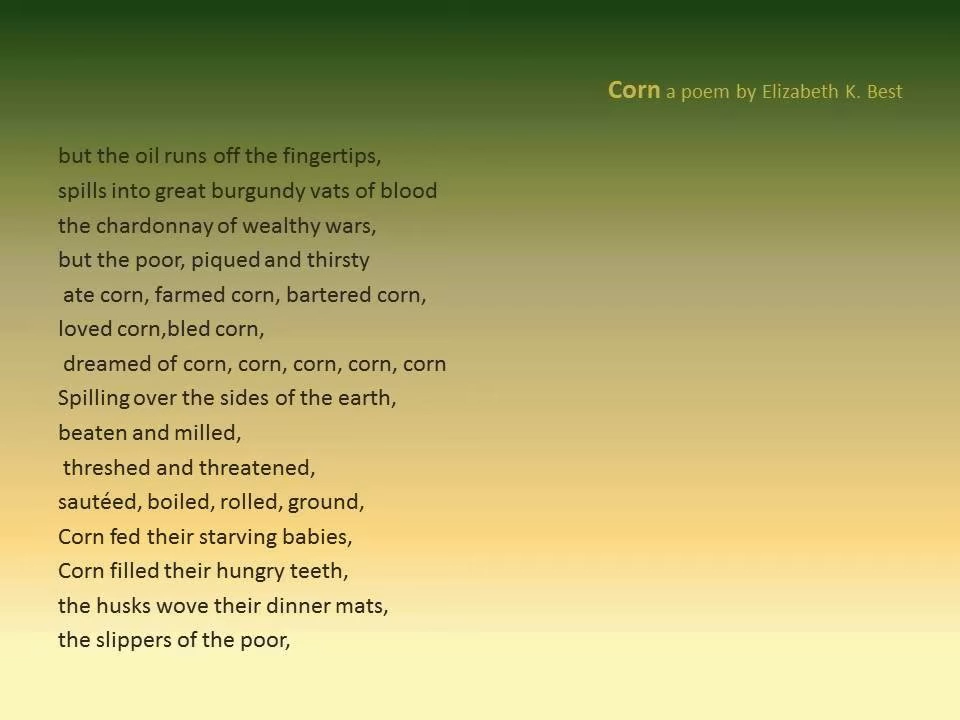 Corn a poem by Elizabeth K. Best
but the oil runs off the fingertips,
spills into great burgundy vats of blood
the chardonnay of wealthy wars,
but the poor, piqued and thirsty
ate corn, farmed corn, bartered corn,
loved corn,bled corn,
dreamed of corn, corn, corn, corn, corn
Spilling over the sides of the earth,
beaten and milled,
threshed and threatened,
sautéed, boiled, rolled, ground,
Corn fed their starving babies,
Corn filled their hungry teeth,
the husks wove their dinner mats,
the slippers of the poor,